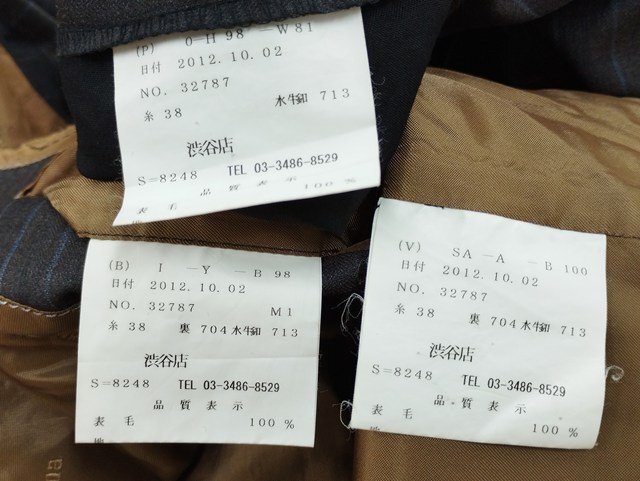 (P) O-H 98 -W81
日付 2012.10.02
NO. 32787
糸 38 水牛釦 713
渋谷店
S=8248 TEL 03-3486-8529
品質表示
表 毛 100%
(B) I -Y -B 98
日付 2012.10.02
NO. 32787 M1
糸 38 裏 704 水牛釦 713
渋谷店
S=8248 TEL 03-3486-8529
品質表示
表 毛 100%
(V) SA -A -B 100
日付 2012.10.02
NO. 32787
糸 38 裏 704 水牛釦 713
渋谷店
S=8248 TEL 03-3486-8529
品質表示
表 毛 100%